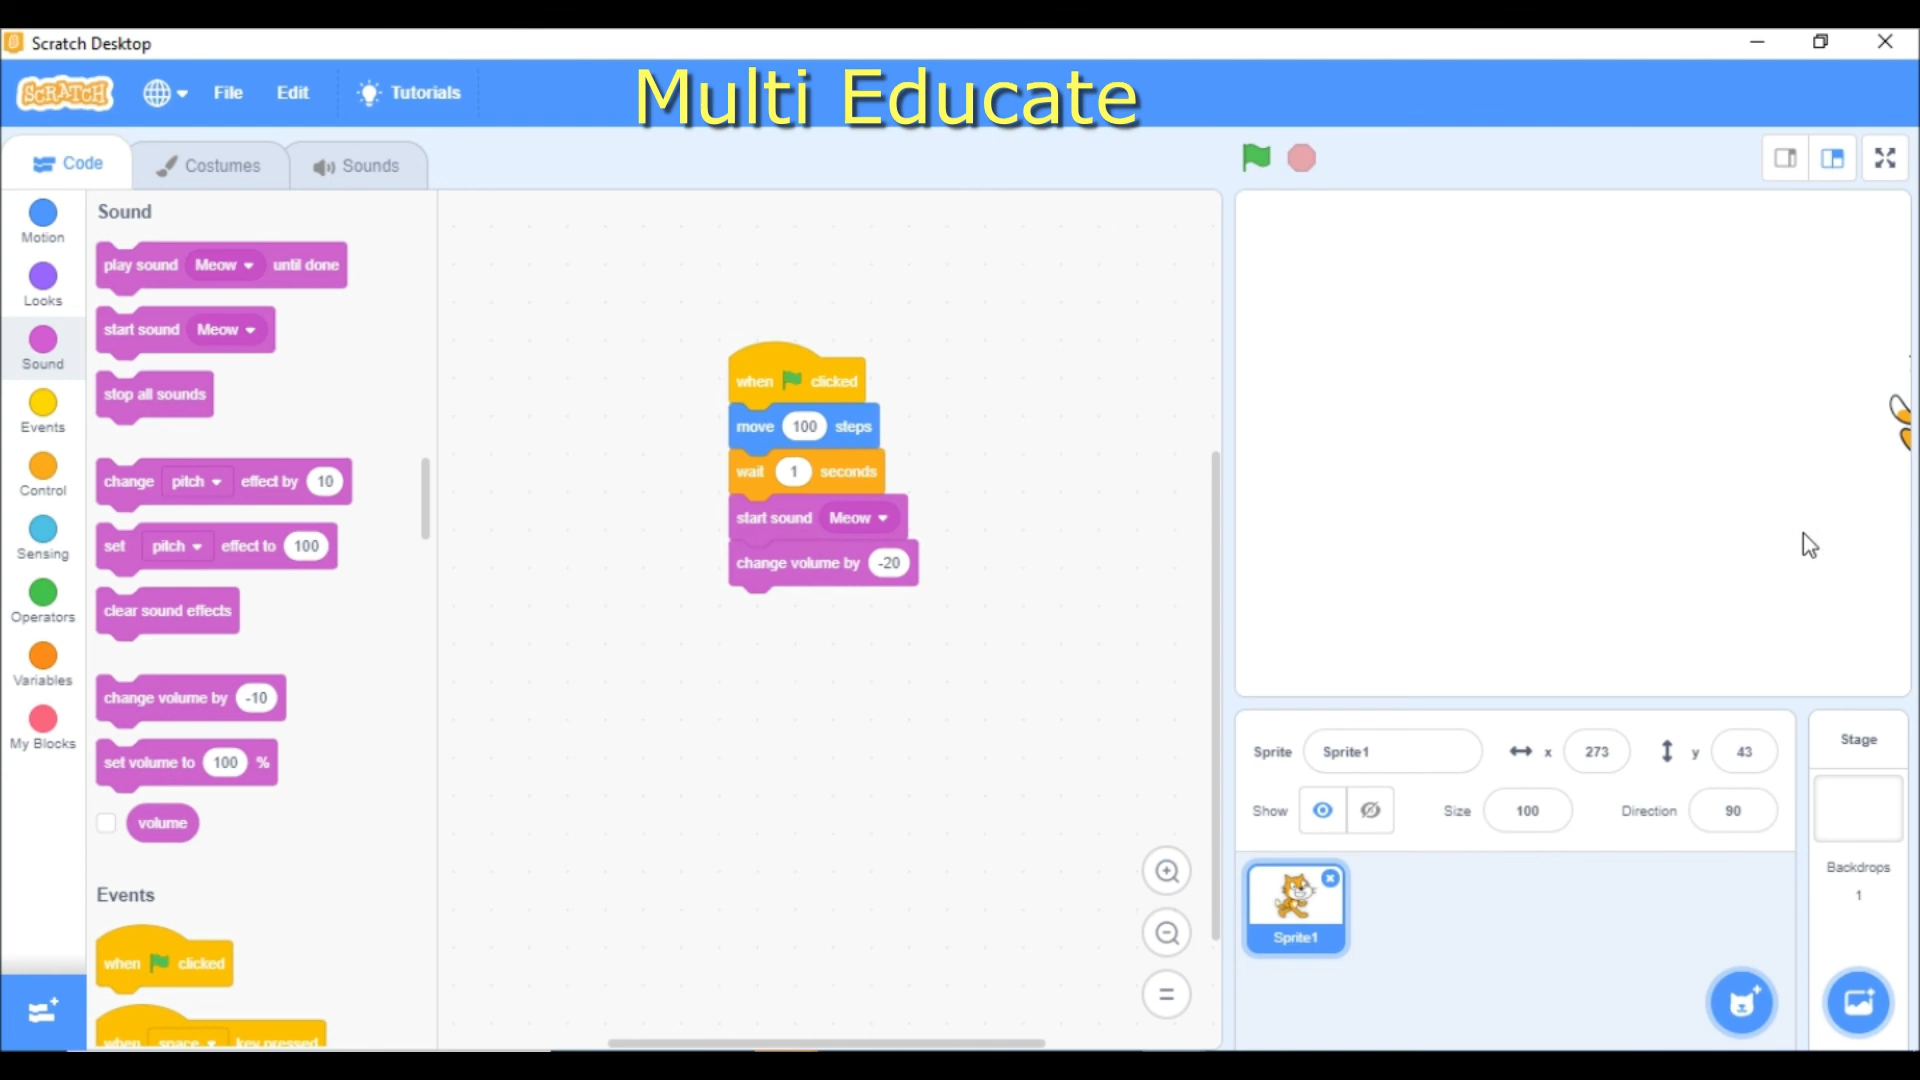 Scratch Desktop
SCRATCH
File
Edit
Tutorials
Multi Educate
Code
Costumes
Sounds
Motion
Looks
Sound
Events
Control
Sensing
Operators
Variables
My Blocks
Sound
play sound Meow until done
start sound Meow
stop all sounds
change pitch effect by 10
set pitch effect to 100
clear sound effects
change volume by -10
set volume to 100 %
volume
Events
when clicked
when space key pressed
when clicked
move 100 steps
wait 1 seconds
start sound Meow
change volume by -20
Sprite Sprite1 x 273 y 43
Show Size 100 Direction 90
Sprite1
Stage
Backdrops
1